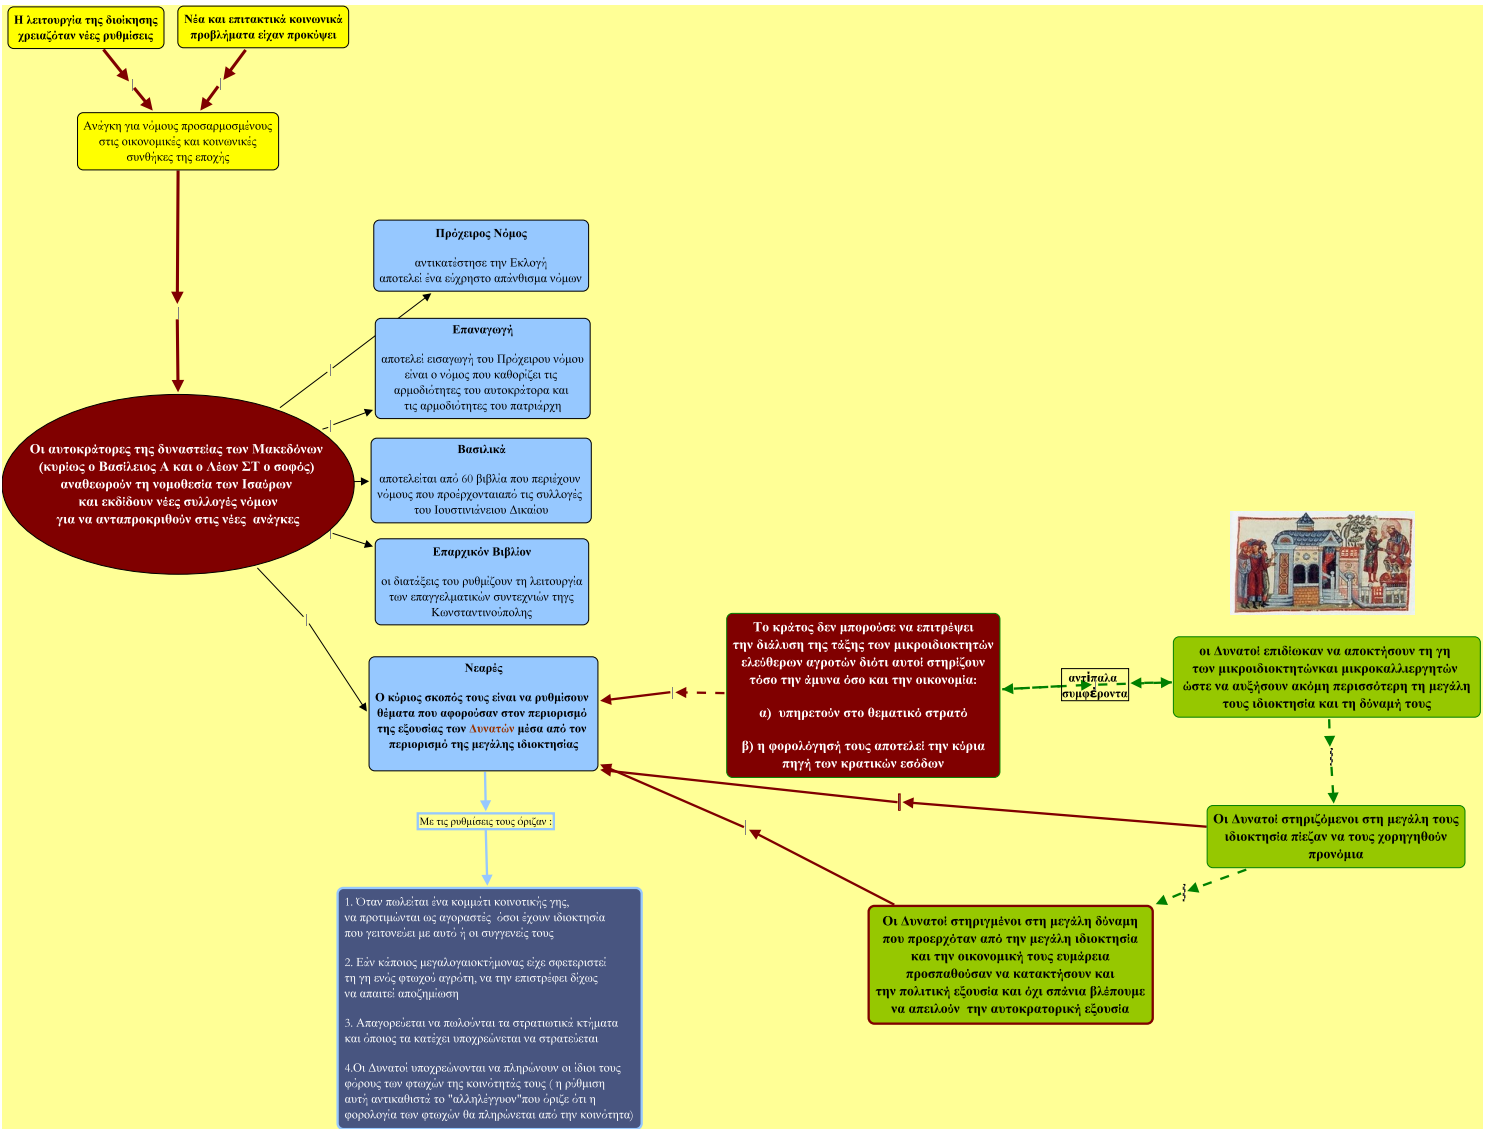 Η λειτουργία της διοίκησης
χρειαζόταν νέες ρυθμίσεις
Νέα και επιτακτικά κοινωνικά
προβλήματα είχαν προκύψει
Ανάγκη για νόμους προσαρμοσμένους
στις οικονομικές και κοινωνικές
συνθήκες της εποχής
Οι αυτοκράτορες της δυναστείας των Μακεδόνων
(κυρίως ο Βασίλειος Α και ο Λέων ΣΤ ο σοφός)
αναθεωρούν τη νομοθεσία των Ισαύρων
και εκδίδουν νέες συλλογές νόμων
για να ανταπροκριθούν στις νέες ανάγκες
Πρόχειρος Νόμος
αντικατέστησε την Εκλογή
αποτελεί ένα εύχρηστο απάνθισμα νόμων
Επαναγωγή
αποτελεί εισαγωγή του Πρόχειρου νόμου
είναι ο νόμος που καθορίζει τις
αρμοδιότητες του αυτοκράτορα και
τις αρμοδιότητες του πατριάρχη
Βασιλικά
αποτελείται από 60 βιβλία που περιέχουν
νόμους που προέρχονταιαπό τις συλλογές
του Ιουστινιάνειου Δικαίου
Επαρχικόν Βιβλίον
οι διατάξεις του ρυθμίζουν τη λειτουργία
των επαγγελματικών συντεχνιών τηγς
Κωνσταντινούπολης
Νεαρές
Ο κύριος σκοπός τους είναι να ρυθμίσουν
θέματα που αφορούσαν στον περιορισμό
της εξουσίας των Δυνατών μέσα από τον
περιορισμό της μεγάλης ιδιοκτησίας
Με τις ρυθμίσεις τους όριζαν :
1. Όταν πωλείται ένα κομμάτι κοινοτικής γης,
να προτιμώνται ως αγοραστές όσοι έχουν ιδιοκτησία
που γειτονεύει με αυτό ή οι συγγενείς τους
2. Εάν κάποιος μεγαλογαιοκτήμονας είχε σφετεριστεί
τη γη ενός φτωχού αγρότη, να την επιστρέφει δίχως
να απαιτεί αποζημίωση
3. Απαγορεύεται να πωλούνται τα στρατιωτικά κτήματα
και όποιος τα κατέχει υποχρεώνεται να στρατεύεται
4.Οι Δυνατοί υποχρεώνονται να πληρώνουν οι ίδιοι τους
φόρους των φτωχών της κοινότητάς τους ( η ρύθμιση
αυτή αντικαθιστά το "αλληλέγγυον"που όριζε ότι η
φορολογία των φτωχών θα πληρώνεται από την κοινότητα)
Το κράτος δεν μπορούσε να επιτρέψει
την διάλυση της τάξης των μικροιδιοκτητών
ελεύθερων αγροτών διότι αυτοί στηρίζουν
τόσο την άμυνα όσο και την οικονομία:
α) υπηρετούν στο θεματικό στρατό
β) η φορολόγησή τους αποτελεί την κύρια
πηγή των κρατικών εσόδων
αντίπαλα
συμφέροντα
οι Δυνατοί επιδίωκαν να αποκτήσουν τη γη
των μικροιδιοκτητώνκαι μικροκαλλιεργητών
ώστε να αυξήσουν ακόμη περισσότερη τη μεγάλη
τους ιδιοκτησία και τη δύναμή τους
Οι Δυνατοί στηριζόμενοι στη μεγάλη τους
ιδιοκτησία πίεζαν να τους χορηγηθούν
προνόμια
Οι Δυνατοί στηριγμένοι στη μεγάλη δύναμη
που προερχόταν από την μεγάλη ιδιοκτησία
και την οικονομική τους ευμάρεια
προσπαθούσαν να κατακτήσουν και
την πολιτική εξουσία και όχι σπάνια βλέπουμε
να απειλούν την αυτοκρατορική εξουσία